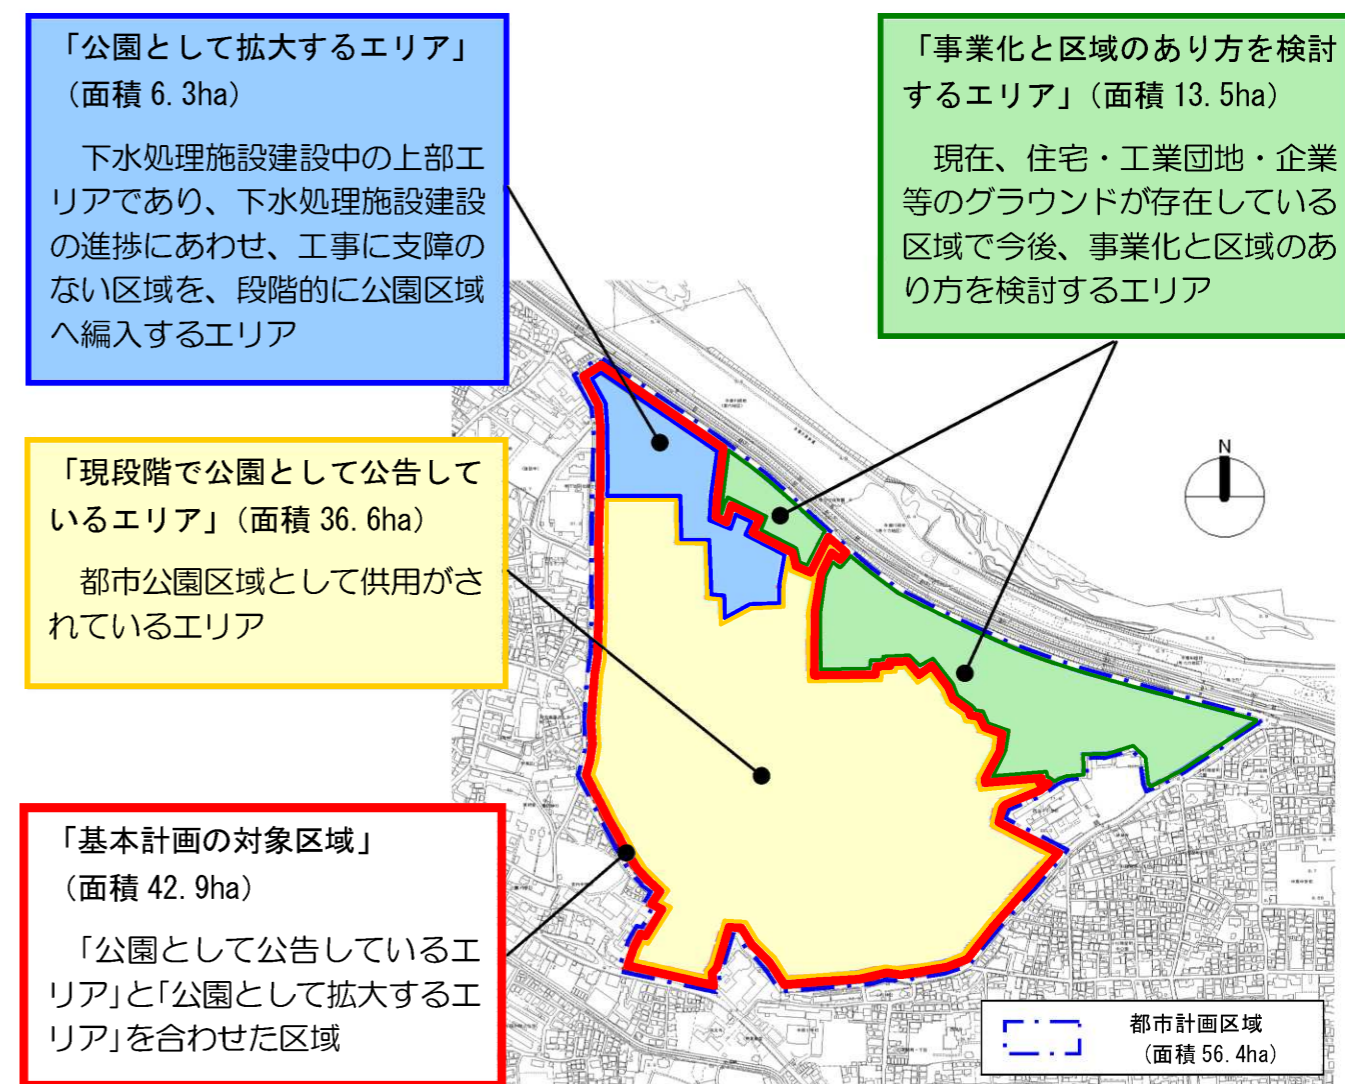 「公園として拡大するエリア」
（面積 6.3ha）
下水処理施設建設中の上部エ
リアであり、下水処理施設建設
の進捗にあわせ、工事に支障の
ない区域を、段階的に公園区域
へ編入するエリア
「事業化と区域のあり方を検討
するエリア」（面積 13.5ha）
現在、住宅・工業団地・企業
等のグラウンドが存在している
区域で今後、事業化と区域のあ
り方を検討するエリア
「現段階で公園として公告して
いるエリア」（面積 36.6ha）
都市公園区域として供用がさ
れているエリア
N
「基本計画の対象区域」
（面積 42.9ha）
「公園として公告しているエ
リア」と「公園として拡大するエ
リア」を合わせた区域
都市計画区域
（面積 56.4ha）